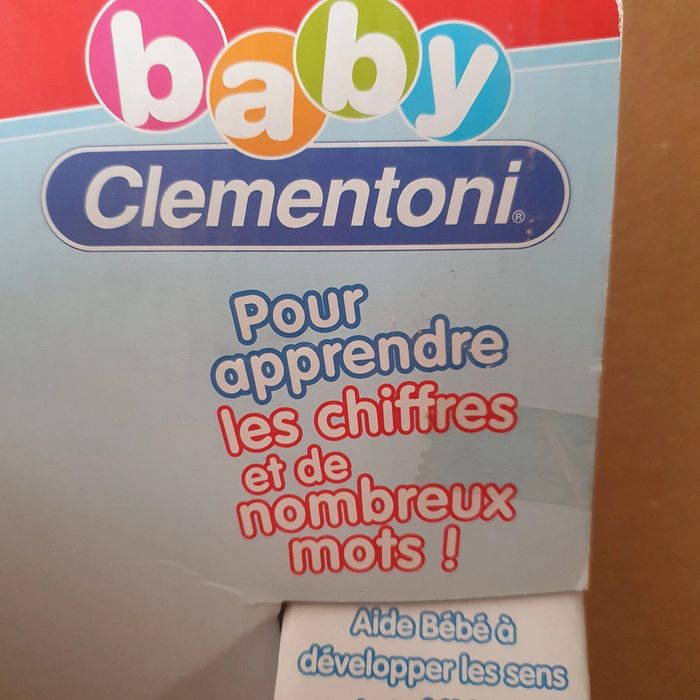 baby
Clementoni®
Pour
apprendre
les chiffres
et de
nombreux
mots !
Aide Bébé à
développer les sens